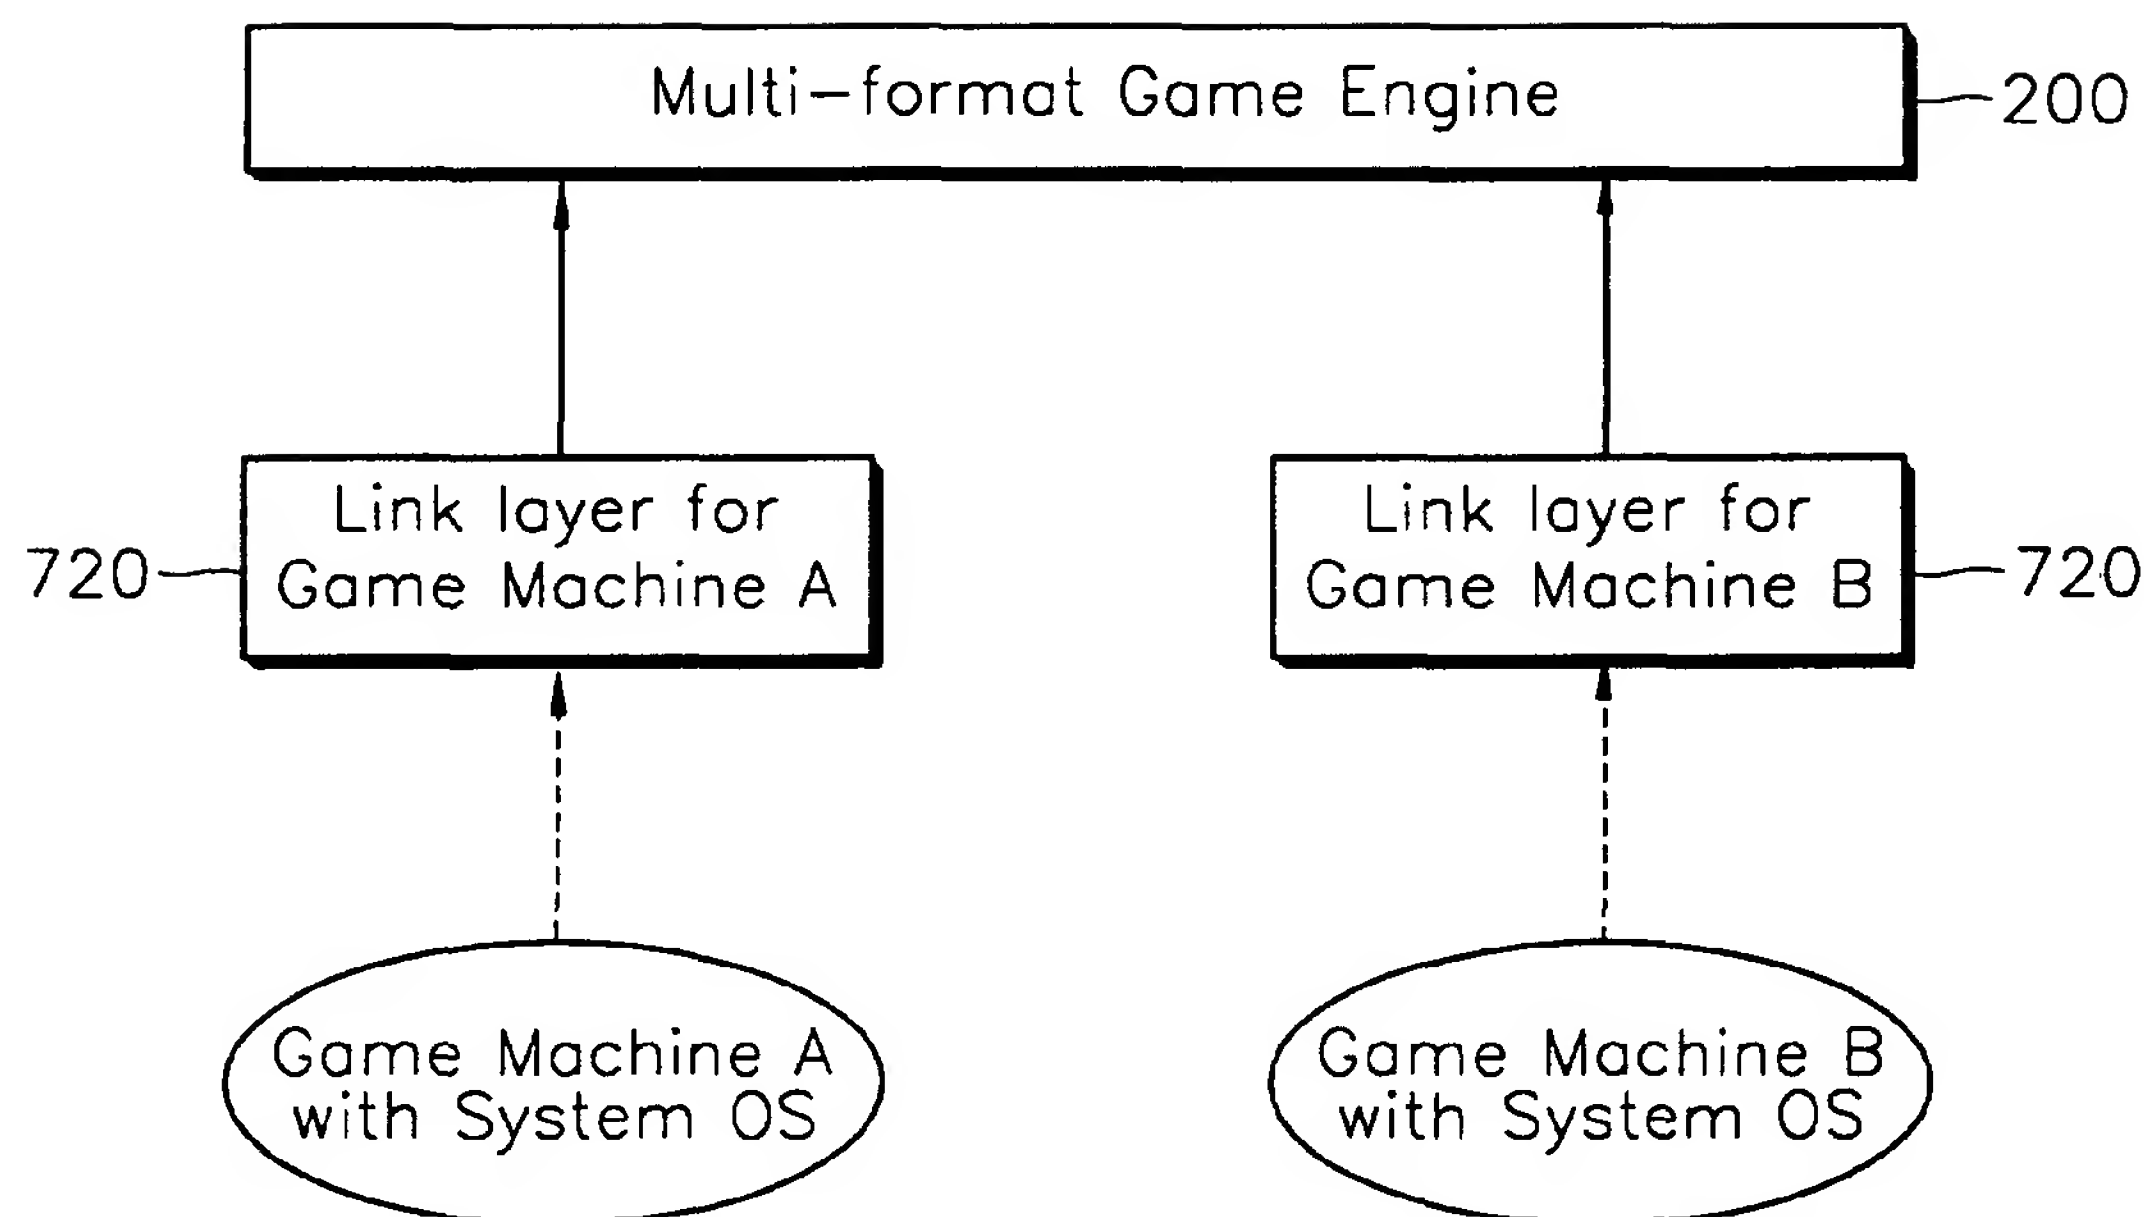 Multi-format Game Engine
200
Link layer for
Game Machine A
720
Link layer for
Game Machine B
720
Game Machine A
with System OS
Game Machine B
with System OS